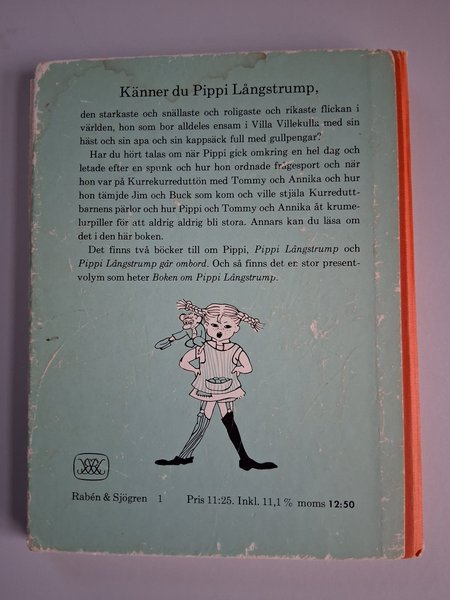 Känner du Pippi Långstrump,
den starkaste och snällaste och roligaste och rikaste flickan i
världen, hon som bor alldeles ensam i Villa Villekulla med sin
häst och sin apa och sin kappsäck full med gullpengar?
Har du hört talas om när Pippi gick omkring en hel dag och
letade efter en spunk och hur hon ordnade frågesport och när
hon var på Kurrekurreduttön med Tommy och Annika och hur
hon tämjde Jim och Buck som kom och ville stjäla Kurredutt-
barnens pärlor och hur Pippi och Tommy och Annika åt krume-
lurpiller för att aldrig aldrig bli stora. Annars kan du läsa om
det i den här boken.
Det finns två böcker till om Pippi, Pippi Långstrump och
Pippi Långstrump går ombord. Och så finns det en stor present-
volym som heter Boken om Pippi Långstrump.
Rabén & Sjögren 1 Pris 11:25. Inkl. 11,1 % moms 12:50